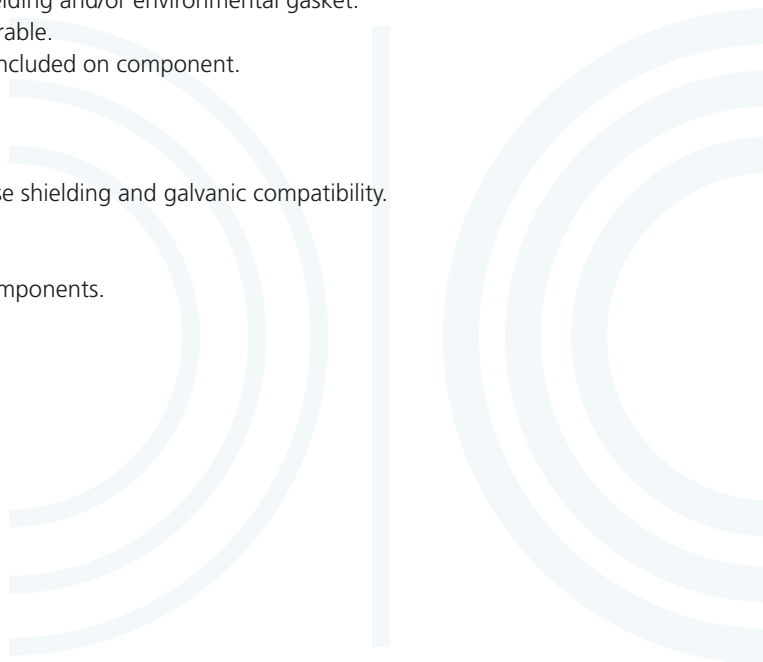 lding and/or environmental gasket.
rable.
ncluded on component.
se shielding and galvanic compatibility.
mponents.